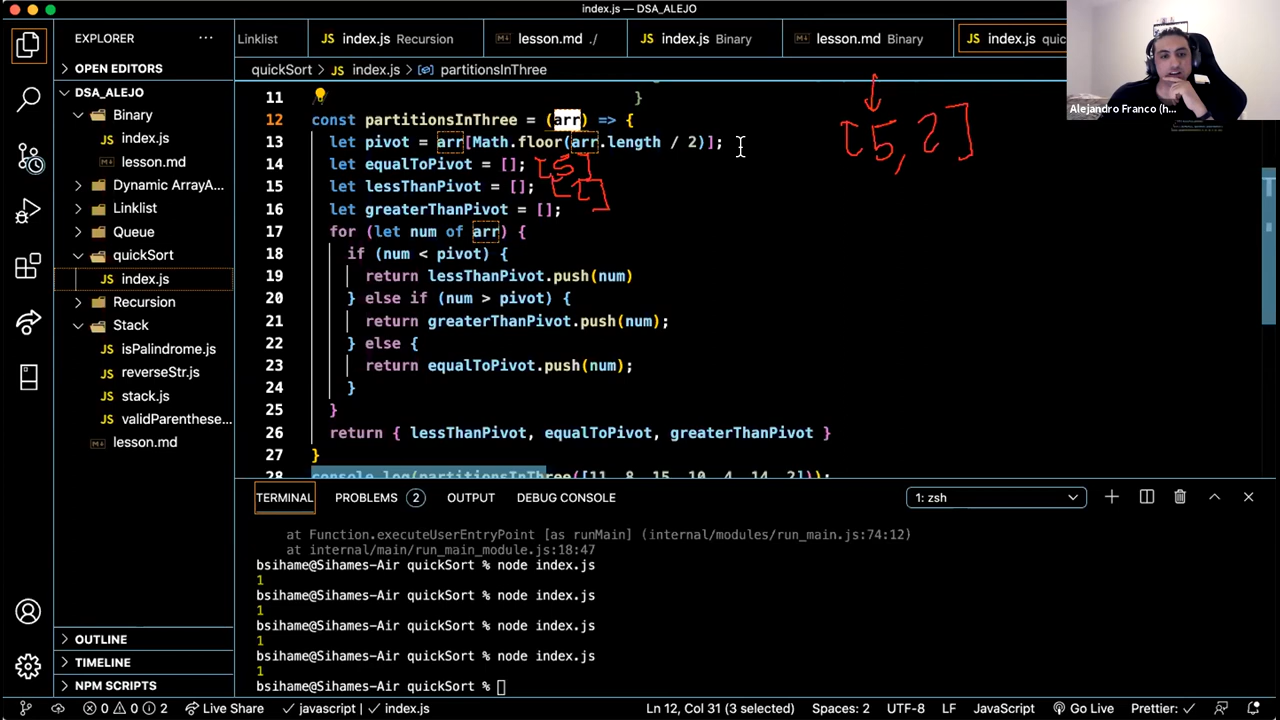 index.js — DSA_ALEJO
EXPLORER ···
Linklist index.js Recursion lesson.md ./ index.js Binary lesson.md Binary index.js
OPEN EDITORS
quickSort > index.js > partitionsInThree
DSA_ALEJO
Binary
index.js
lesson.md
Dynamic ArrayA...
Linklist
Queue
quickSort
index.js
Recursion
Stack
isPalindrome.js
reverseStr.js
stack.js
validParenthese...
lesson.md
OUTLINE
TIMELINE
NPM SCRIPTS
Alejandro Franco (h...
11 }
12 const partitionsInThree = (arr) => {
13 let pivot = arr[Math.floor(arr.length / 2)];
14 let equalToPivot = [];
15 let lessThanPivot = [];
16 let greaterThanPivot = [];
17 for (let num of arr) {
18 if (num < pivot) {
19 return lessThanPivot.push(num)
20 } else if (num > pivot) {
21 return greaterThanPivot.push(num);
22 } else {
23 return equalToPivot.push(num);
24 }
25 }
26 return { lessThanPivot, equalToPivot, greaterThanPivot }
27 }
28 console.log(partitionsInThree([11, 8, 15, 10, 4, 14, 2]));
[5, 2]
[5]
TERMINAL PROBLEMS 2 OUTPUT DEBUG CONSOLE 1: zsh
at Function.executeUserEntryPoint [as runMain] (internal/modules/run_main.js:74:12)
at internal/main/run_main_module.js:18:47
bsihame@Sihames-Air quickSort % node index.js
1
bsihame@Sihames-Air quickSort % node index.js
1
bsihame@Sihames-Air quickSort % node index.js
1
bsihame@Sihames-Air quickSort % node index.js
1
bsihame@Sihames-Air quickSort %
0 0 2 Live Share javascript | index.js Ln 12, Col 31 (3 selected) Spaces: 2 UTF-8 LF JavaScript Go Live Prettier: